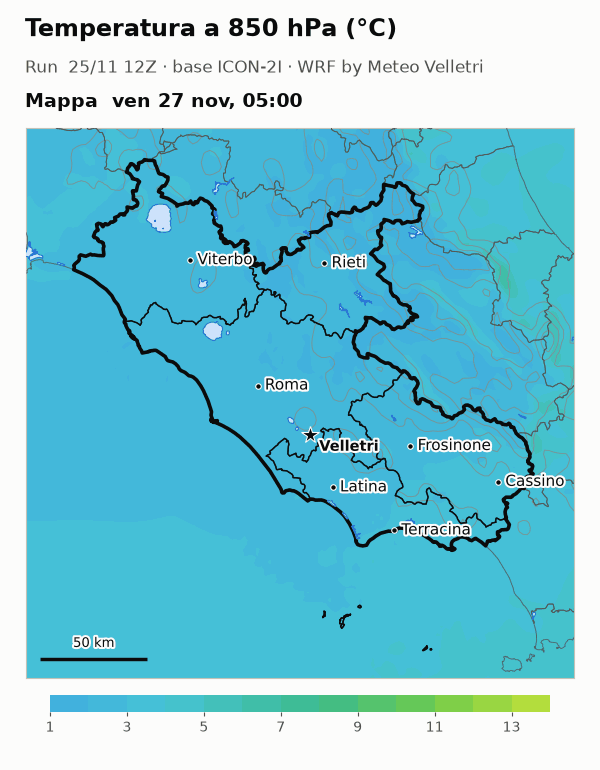 Temperatura a 850 hPa (°C)
Run  25/11 12Z · base ICON-2I · WRF by Meteo Velletri
Mappa  ven 27 nov, 05:00
Viterbo
Rieti
Roma
Velletri
Frosinone
Latina
Cassino
Terracina
50 km
1 3 5 7 9 11 13